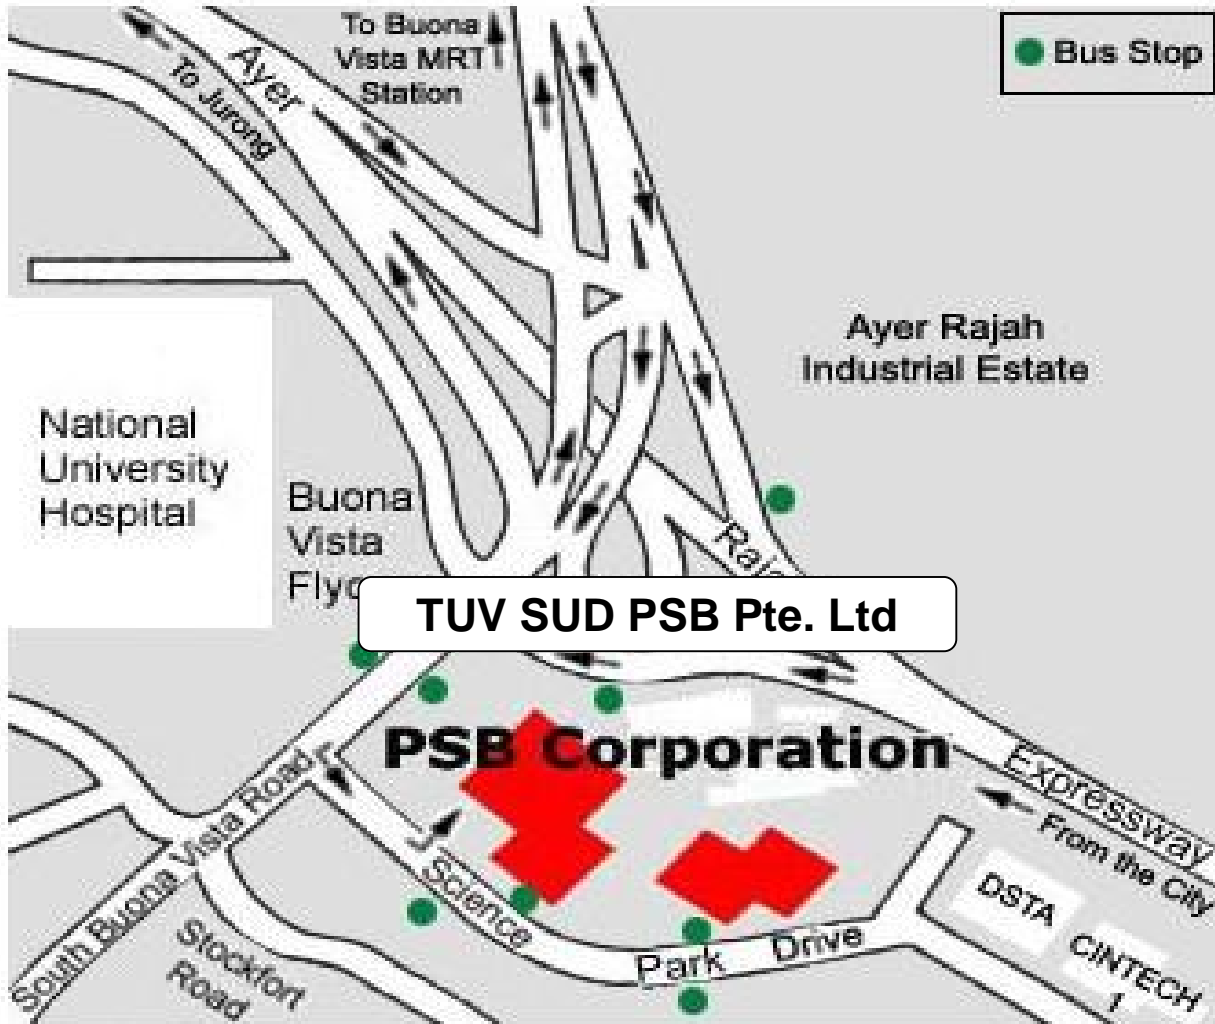 To Buona
Vista MRT
Station
Bus Stop
Ayer
To Jurong
Ayer Rajah
Industrial Estate
National
University
Hospital
Buona
Vista
TUV SUD PSB Pte. Ltd
PSB Corporation
Expressway
From the City
South Buona Vista Road
Science
Park Drive
Stockfort
Road
DSTA
CINTECH